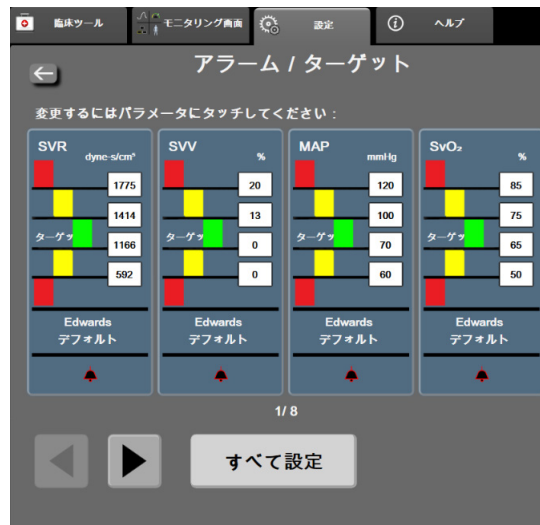 臨床ツール
モニタリング画面
設定
ヘルプ
アラーム / ターゲット
変更するにはパラメータにタッチしてください：
SVR
dyne-s/cm⁵
1775
1414
ターゲッ
1166
592
Edwards
デフォルト
SVV
%
20
13
ターゲッ
0
0
Edwards
デフォルト
MAP
mmHg
120
100
ターゲッ
70
60
Edwards
デフォルト
SvO₂
%
85
75
ターゲッ
65
50
Edwards
デフォルト
1/ 8
すべて設定